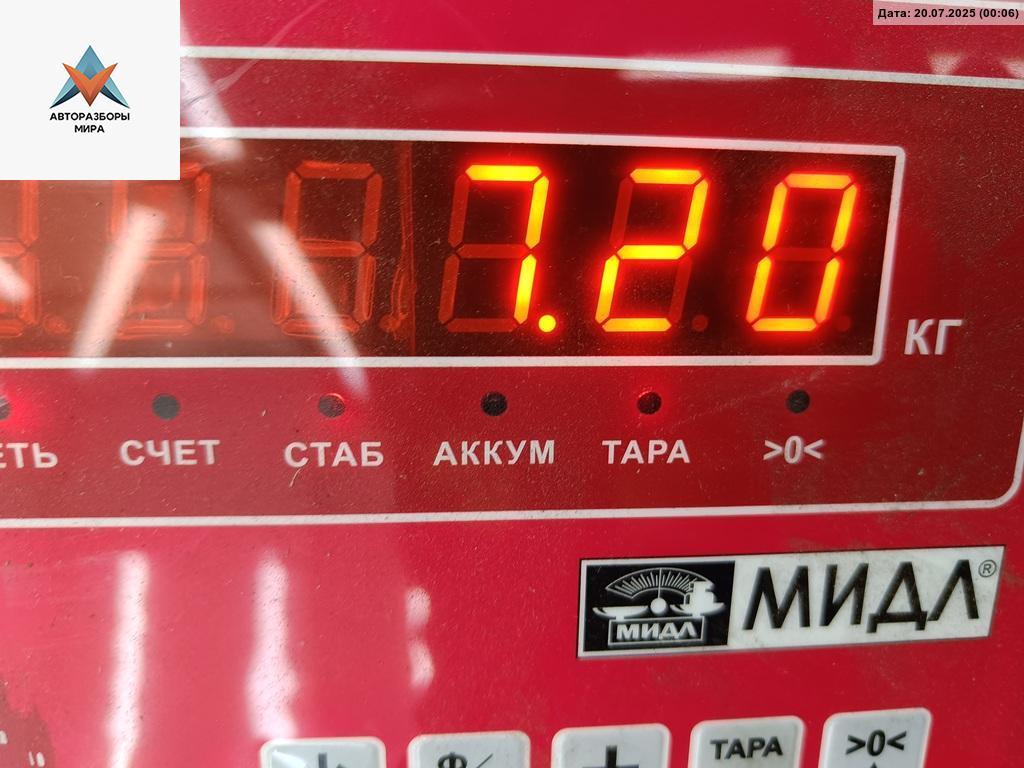 Дата: 20.07.2025 (00:06)
АВТОРАЗБОРЫ
МИРА
7.20
КГ
СЧЕТ СТАБ АККУМ ТАРА >0<
МИДЛ®
МИДЛ
ТАРА >0<